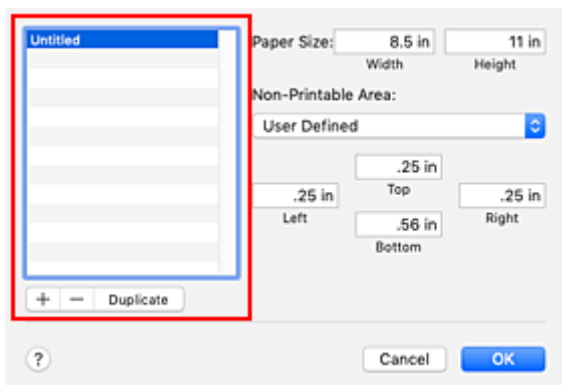 Untitled
Paper Size: 8.5 in 11 in
Width Height
Non-Printable Area:
User Defined
.25 in
Top
.25 in .25 in
Left Right
.56 in
Bottom
+ − Duplicate
? Cancel OK